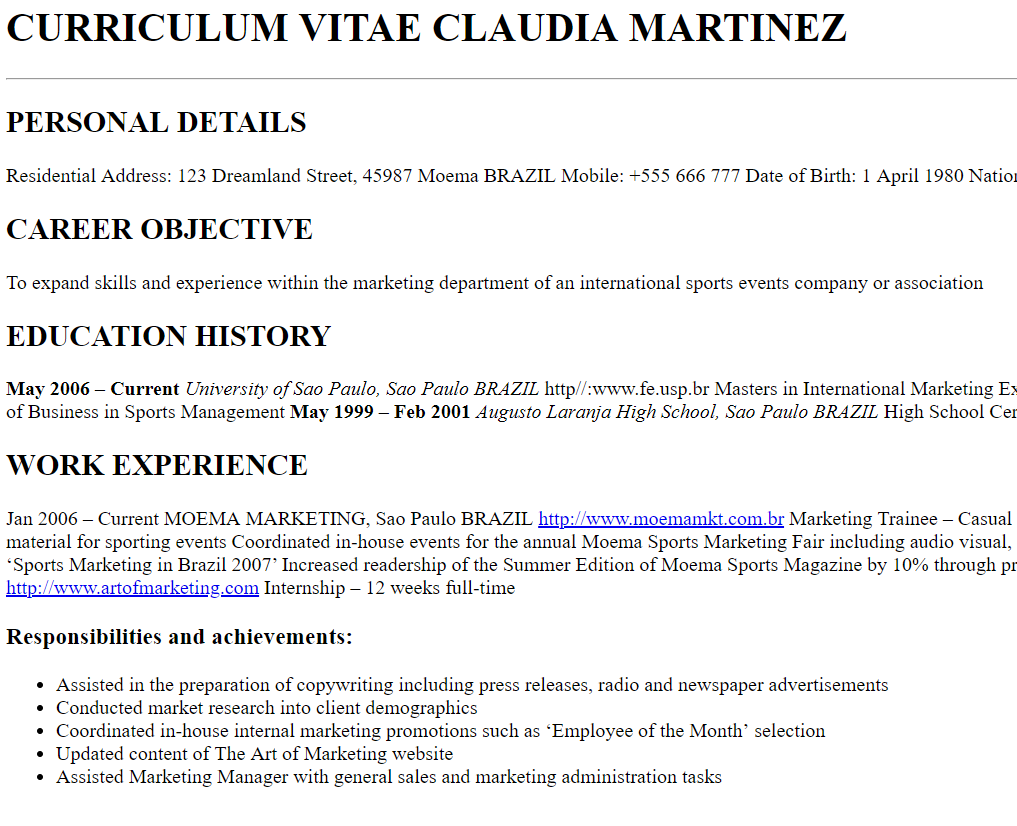 CURRICULUM VITAE CLAUDIA MARTINEZ
PERSONAL DETAILS
Residential Address: 123 Dreamland Street, 45987 Moema BRAZIL Mobile: +555 666 777 Date of Birth: 1 April 1980
CAREER OBJECTIVE
To expand skills and experience within the marketing department of an international sports events company or association
EDUCATION HISTORY
May 2006 – Current University of Sao Paulo, Sao Paulo BRAZIL http//:www.fe.usp.br Masters in International Marketing
of Business in Sports Management May 1999 – Feb 2001 Augusto Laranja High School, Sao Paulo BRAZIL High School
WORK EXPERIENCE
Jan 2006 – Current MOEMA MARKETING, Sao Paulo BRAZIL http://www.moemamkt.com.br Marketing Trainee – Casual
material for sporting events Coordinated in-house events for the annual Moema Sports Marketing Fair including audio visual,
‘Sports Marketing in Brazil 2007’ Increased readership of the Summer Edition of Moema Sports Magazine by 10% through
http://www.artofmarketing.com Internship – 12 weeks full-time
Responsibilities and achievements:
Assisted in the preparation of copywriting including press releases, radio and newspaper advertisements
Conducted market research into client demographics
Coordinated in-house internal marketing promotions such as ‘Employee of the Month’ selection
Updated content of The Art of Marketing website
Assisted Marketing Manager with general sales and marketing administration tasks